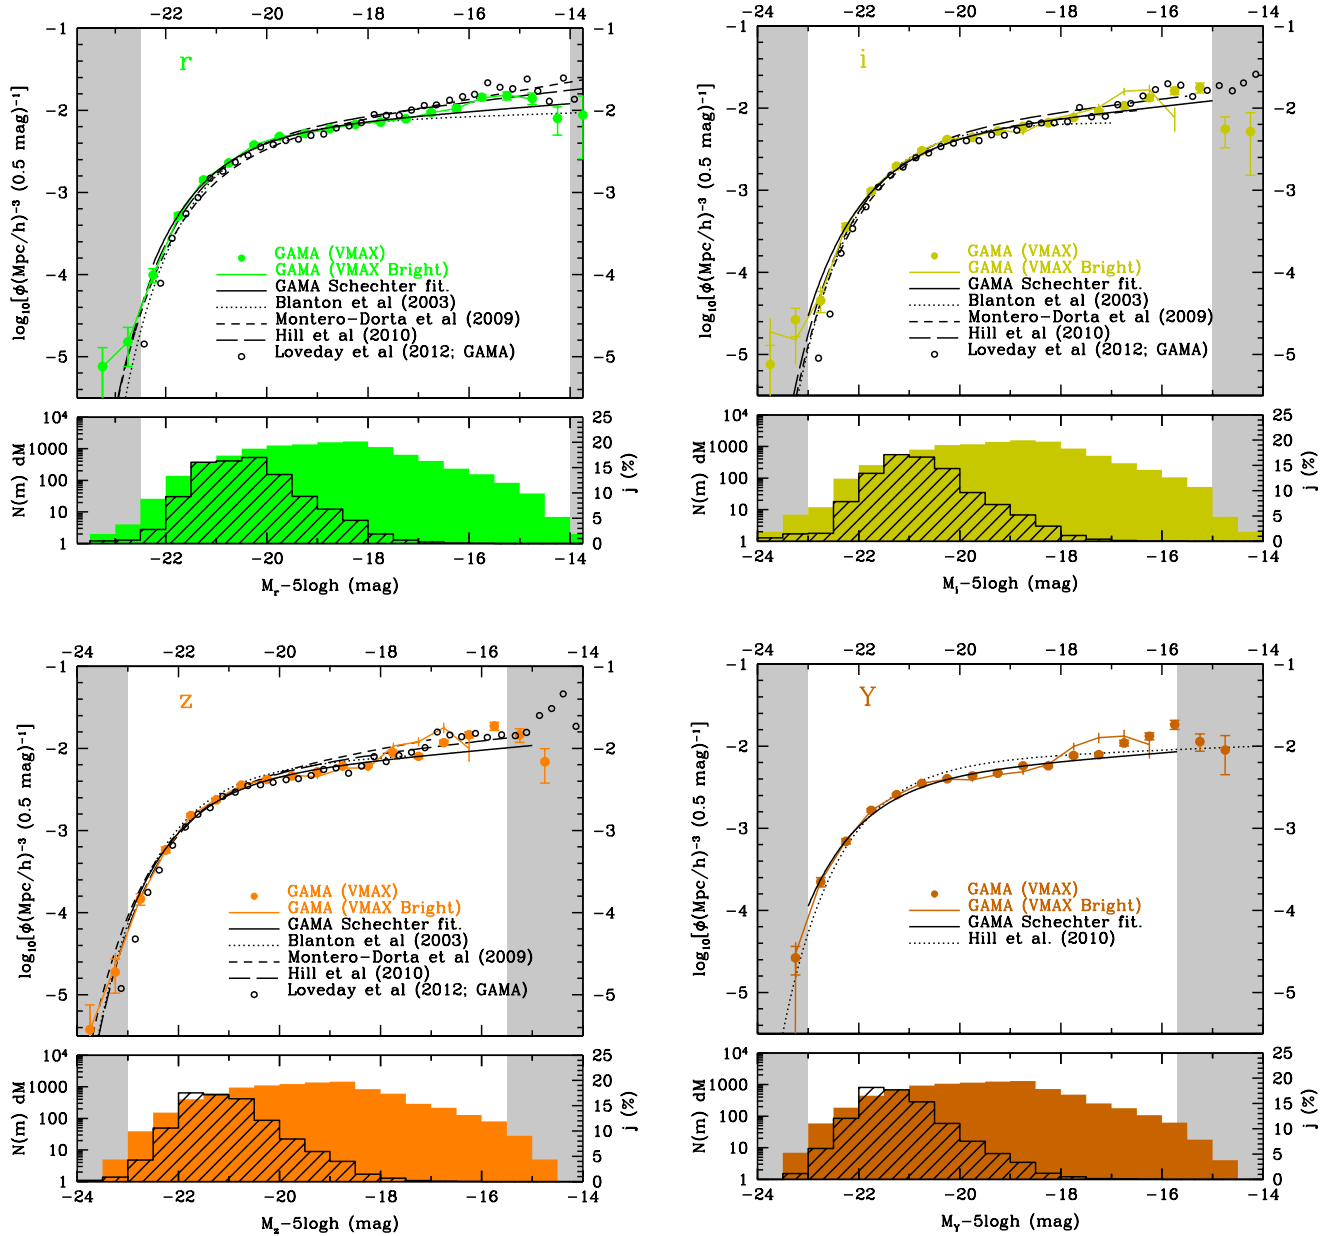 -22 -20 -18 -16 -14
-1 -1
r
-2 -2
-3 -3
-4 -4
-5 -5
log₁₀[ϕ(Mpc/h)⁻³ (0.5 mag)⁻¹]
GAMA (VMAX)
GAMA (VMAX Bright)
GAMA Schechter fit.
Blanton et al (2003)
Montero-Dorta et al (2009)
Hill et al (2010)
Loveday et al (2012; GAMA)
10⁴ 25
1000 20
100 15
10 10
5
1 0
N(m) dM
j (%)
-22 -20 -18 -16 -14
Mᵣ-5logh (mag)
-24 -22 -20 -18 -16 -14
-1 -1
i
-2 -2
-3 -3
-4 -4
-5 -5
log₁₀[ϕ(Mpc/h)⁻³ (0.5 mag)⁻¹]
GAMA (VMAX)
GAMA (VMAX Bright)
GAMA Schechter fit.
Blanton et al (2003)
Montero-Dorta et al (2009)
Hill et al (2010)
Loveday et al (2012; GAMA)
10⁴ 25
1000 20
100 15
10 10
5
1 0
N(m) dM
j (%)
-24 -22 -20 -18 -16 -14
Mᵢ-5logh (mag)
-24 -22 -20 -18 -16 -14
-1 -1
z
-2 -2
-3 -3
-4 -4
-5 -5
log₁₀[ϕ(Mpc/h)⁻³ (0.5 mag)⁻¹]
GAMA (VMAX)
GAMA (VMAX Bright)
GAMA Schechter fit.
Blanton et al (2003)
Montero-Dorta et al (2009)
Hill et al (2010)
Loveday et al (2012; GAMA)
10⁴ 25
1000 20
100 15
10 10
5
1 0
N(m) dM
j (%)
-24 -22 -20 -18 -16 -14
M_z-5logh (mag)
-24 -22 -20 -18 -16 -14
-1 -1
Y
-2 -2
-3 -3
-4 -4
-5 -5
log₁₀[ϕ(Mpc/h)⁻³ (0.5 mag)⁻¹]
GAMA (VMAX)
GAMA (VMAX Bright)
GAMA Schechter fit.
Hill et al. (2010)
10⁴ 25
1000 20
100 15
10 10
5
1 0
N(m) dM
j (%)
-24 -22 -20 -18 -16 -14
M_Y-5logh (mag)